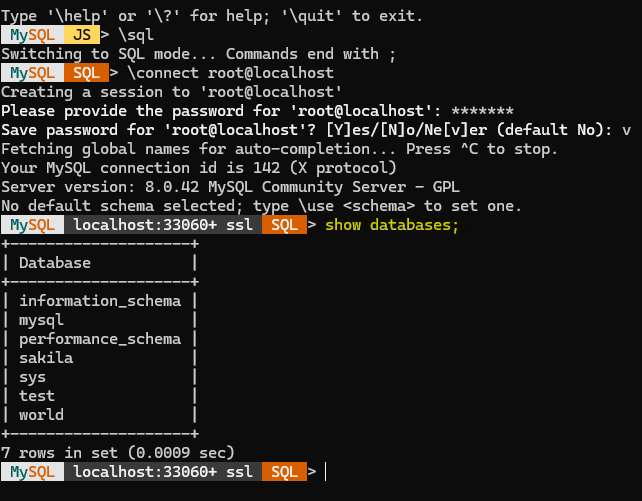 Type '\help' or '\?' for help; '\quit' to exit.
MySQL JS > \sql
Switching to SQL mode... Commands end with ;
MySQL SQL > \connect root@localhost
Creating a session to 'root@localhost'
Please provide the password for 'root@localhost': *******
Save password for 'root@localhost'? [Y]es/[N]o/Ne[v]er (default No): v
Fetching global names for auto-completion... Press ^C to stop.
Your MySQL connection id is 142 (X protocol)
Server version: 8.0.42 MySQL Community Server - GPL
No default schema selected; type \use <schema> to set one.
MySQL localhost:33060+ ssl SQL > show databases;
+--------------------+
| Database           |
+--------------------+
| information_schema |
| mysql              |
| performance_schema |
| sakila             |
| sys                |
| test               |
| world              |
+--------------------+
7 rows in set (0.0009 sec)
MySQL localhost:33060+ ssl SQL >